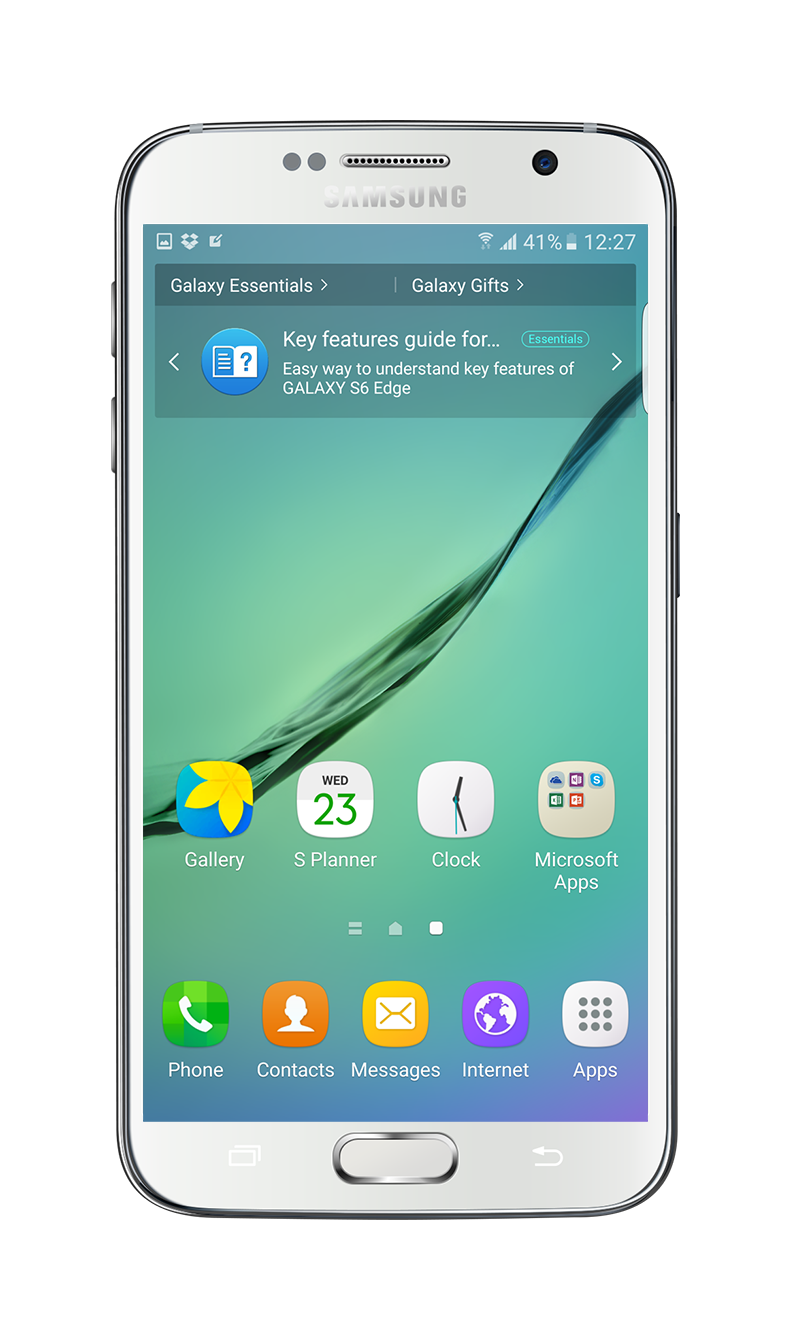 SAMSUNG
41% 12:27
Galaxy Essentials > | Galaxy Gifts >
Key features guide for... Essentials
Easy way to understand key features of
GALAXY S6 Edge
?
WED
23
N S
X P
Gallery S Planner Clock Microsoft
Apps
Phone Contacts Messages Internet Apps